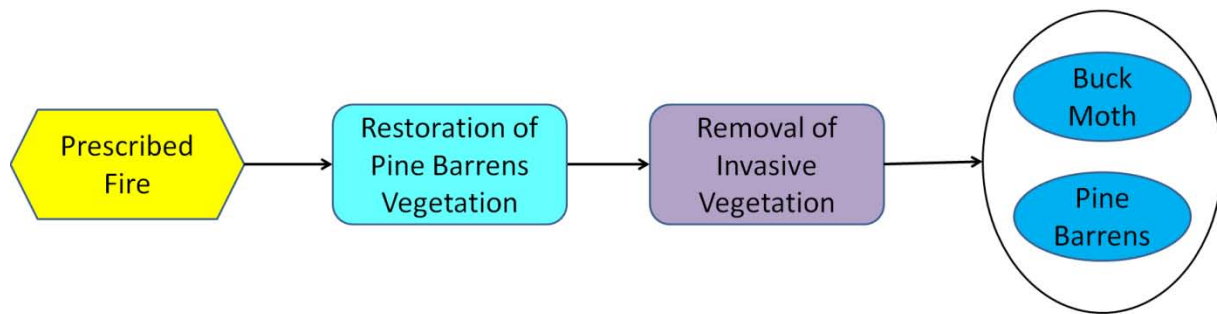 Prescribed
Fire
Restoration of
Pine Barrens
Vegetation
Removal of
Invasive
Vegetation
Buck
Moth
Pine
Barrens